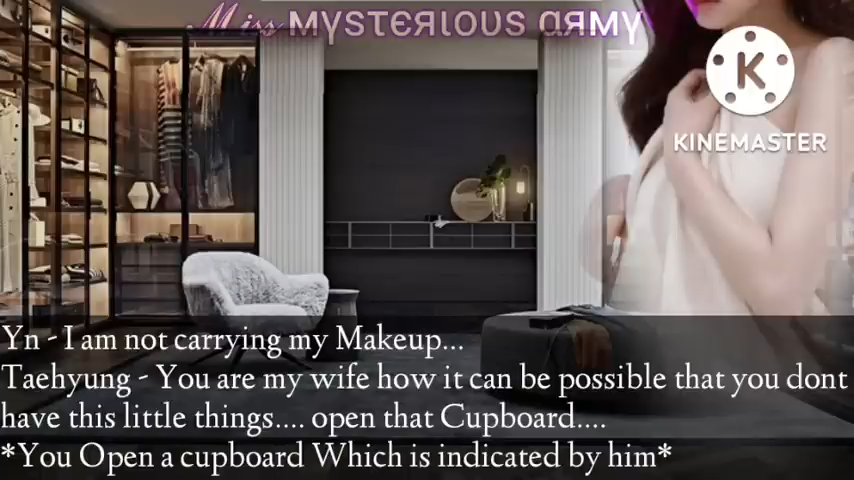 Miss MYSTERIOUS ARMY
K
KINEMASTER
Yn - I am not carrying my Makeup...
Taehyung - You are my wife how it can be possible that you dont
have this little things.... open that Cupboard....
*You Open a cupboard Which is indicated by him*